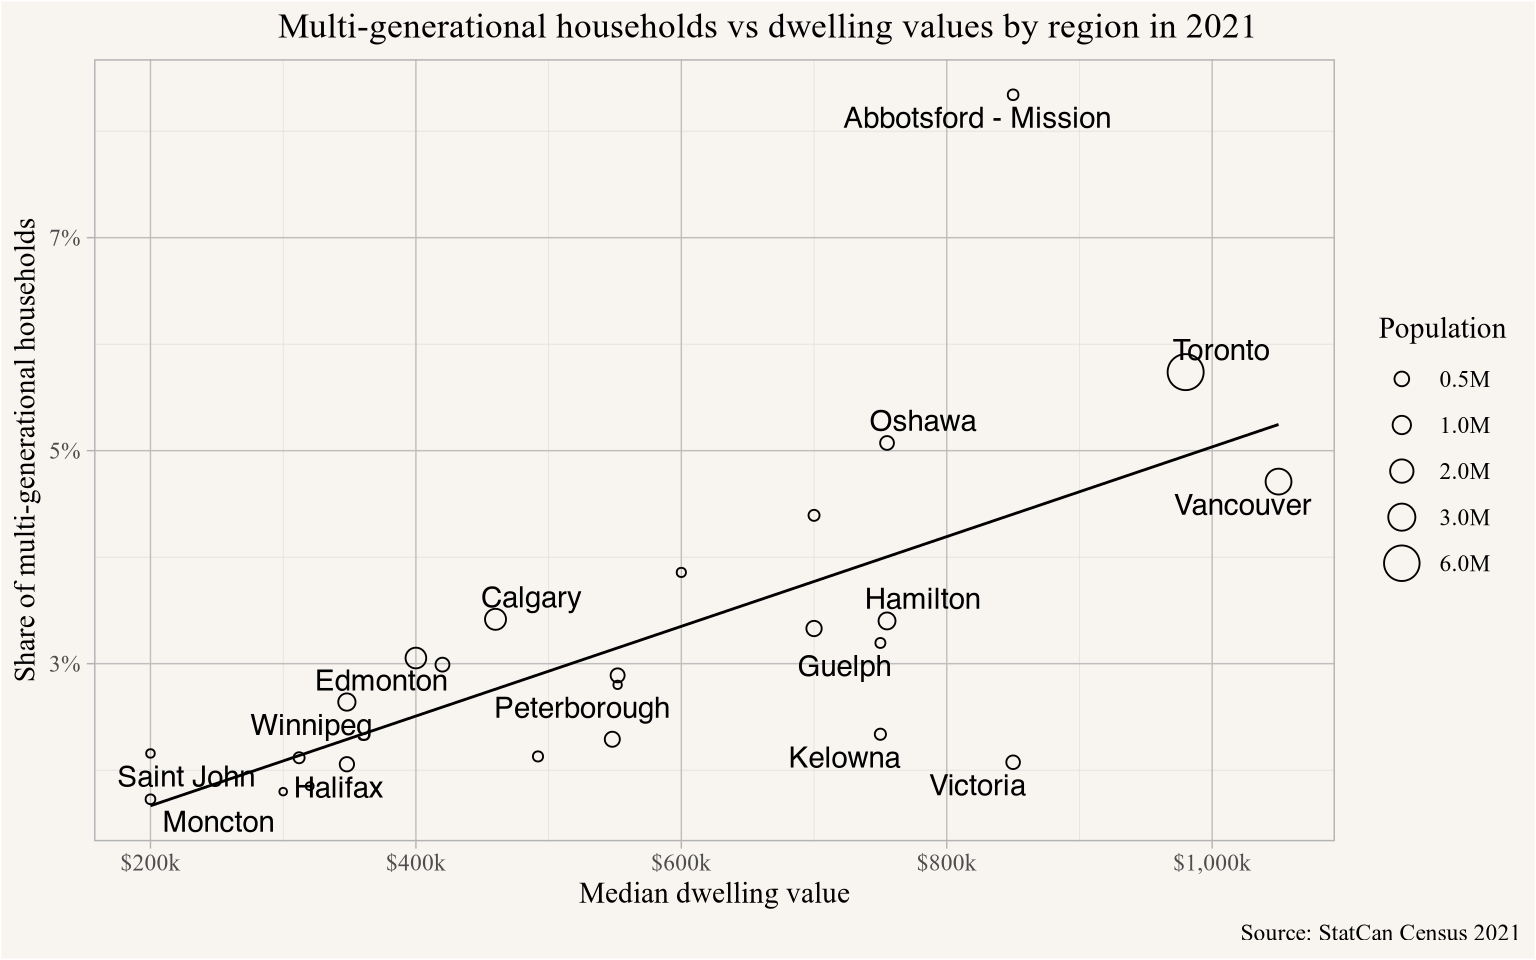 Multi-generational households vs dwelling values by region in 2021
Share of multi-generational households
7%
5%
3%
Abbotsford - Mission
Toronto
Oshawa
Vancouver
Calgary
Hamilton
Guelph
Edmonton
Peterborough
Winnipeg
Kelowna
Saint John
Halifax
Victoria
Moncton
$200k
$400k
$600k
$800k
$1,000k
Median dwelling value
Population
0.5M
1.0M
2.0M
3.0M
6.0M
Source: StatCan Census 2021